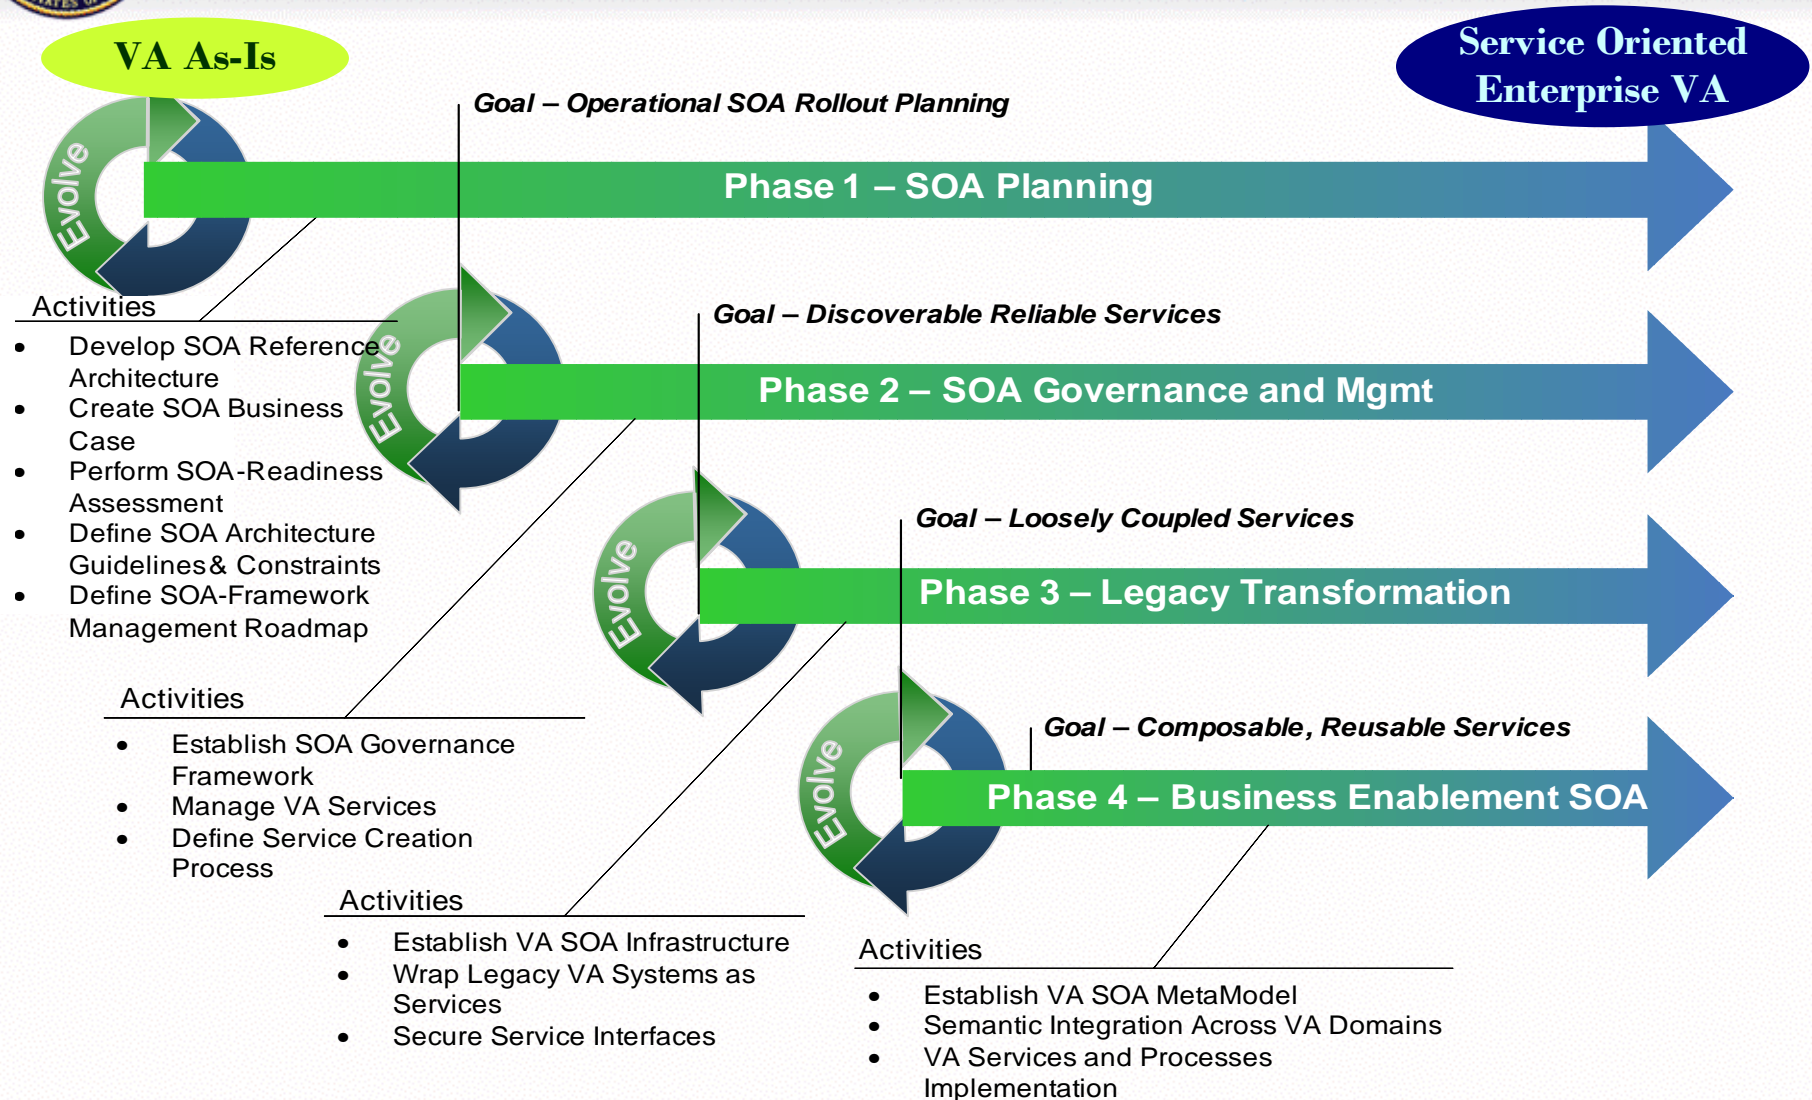 VA As-Is
Service Oriented
Enterprise VA
Goal – Operational SOA Rollout Planning
Evolve
Phase 1 – SOA Planning
Activities
• Develop SOA Reference
Architecture
• Create SOA Business
Case
• Perform SOA-Readiness
Assessment
• Define SOA Architecture
Guidelines & Constraints
• Define SOA-Framework
Management Roadmap
Goal – Discoverable Reliable Services
Evolve
Phase 2 – SOA Governance and Mgmt
Activities
• Establish SOA Governance
Framework
• Manage VA Services
• Define Service Creation
Process
Goal – Loosely Coupled Services
Evolve
Phase 3 – Legacy Transformation
Activities
• Establish VA SOA Infrastructure
• Wrap Legacy VA Systems as
Services
• Secure Service Interfaces
Goal – Composable, Reusable Services
Evolve
Phase 4 – Business Enablement SOA
Activities
• Establish VA SOA MetaModel
• Semantic Integration Across VA Domains
• VA Services and Processes
Implementation